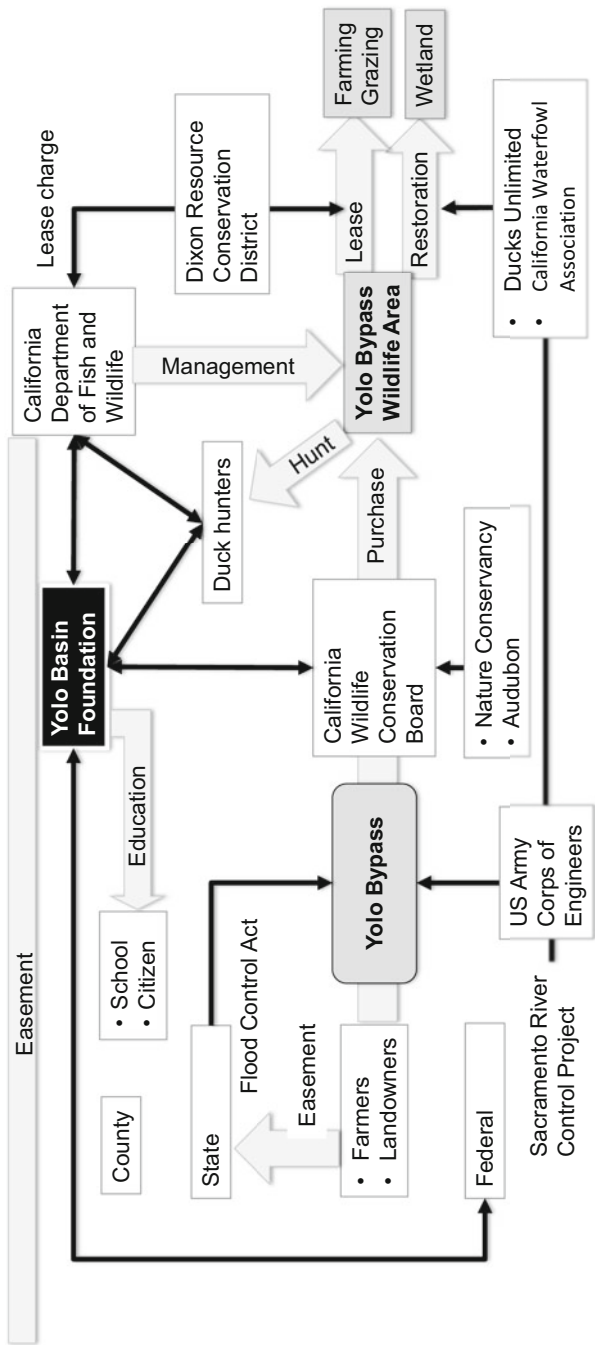 Easement
Yolo Basin
Foundation
California
Department
of Fish and
Wildlife
Lease charge
Education
• School
• Citizen
County
State
Flood Control Act
Easement
• Farmers
• Landowners
Federal
Sacramento River
Control Project
Yolo Bypass
US Army
Corps of
Engineers
California
Wildlife
Conservation
Board
• Nature Conservancy
• Audubon
Duck hunters
Hunt
Management
Purchase
Yolo Bypass
Wildlife Area
Dixon Resource
Conservation
District
Lease
Restoration
Farming
Grazing
Wetland
• Ducks Unlimited
• California Waterfowl
Association